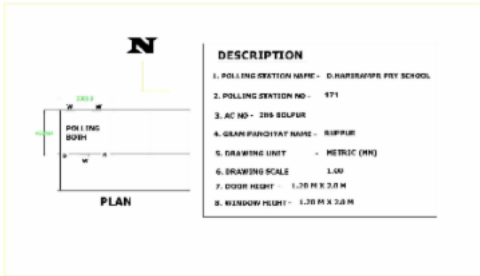 N
W W
POLLING
BOTH
W
PLAN
DESCRIPTION
1. POLLING STATION NAME - D.HARIRAMPR PRY SCHOOL
2. POLLING STATION NO - 171
3. AC NO - 286 BOLPUR
4. GRAM PANCHYAT NAME - RUPPUR
5. DRAWING UNIT - METRIC (MM)
6. DRAWING SCALE 1.00
7. DOOR HEIGHT - 1.20 M X 2.0 M
8. WINDOW HEIGHT - 1.20 M X 2.0 M